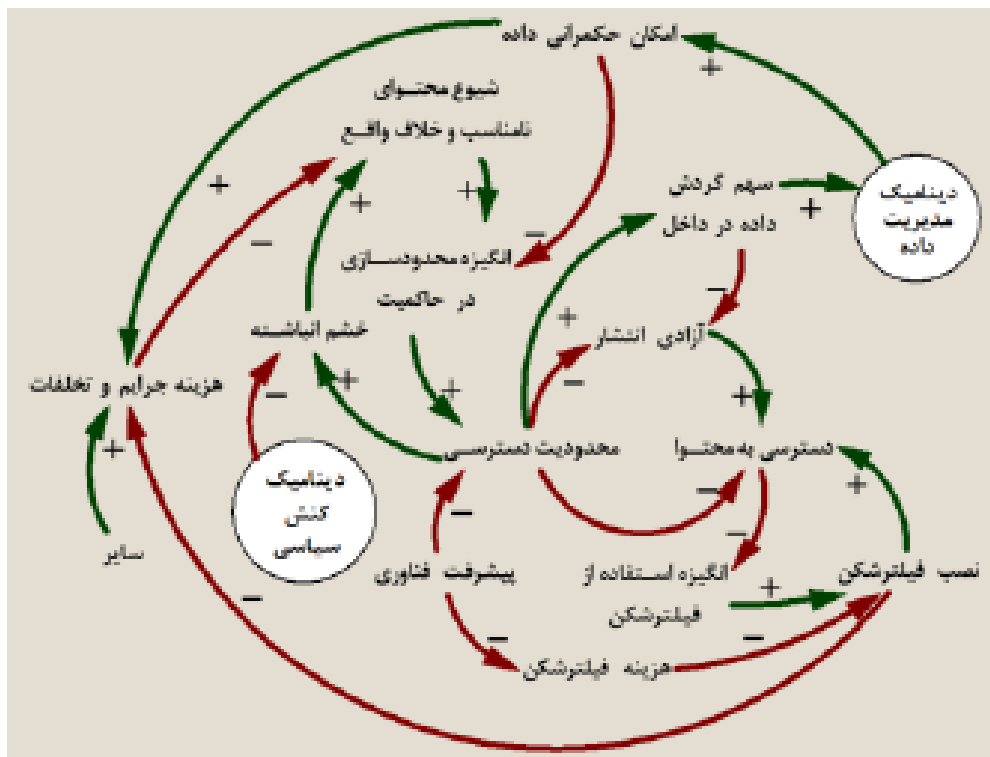 امکان حکمرانی داده
شیوع محتوای
نامناسب و خلاف واقع
سهم گردش
داده در داخل
دینامیک
مدیریت
داده
انگیزه محدودسازی
در حاکمیت
خشم انباشته
آزادی انتشار
هزینه جرایم و تخلفات
محدودیت دسترسی
دسترسی به محتوا
دینامیک
کنش
سیاسی
سایر
پیشرفت فناوری
انگیزه استفاده از
فیلترشکن
نصب فیلترشکن
هزینه فیلترشکن
+
+
+
+
−
−
+
−
+
−
+
+
−
−
+
+
−
−
−
+
+
−
−
−
−